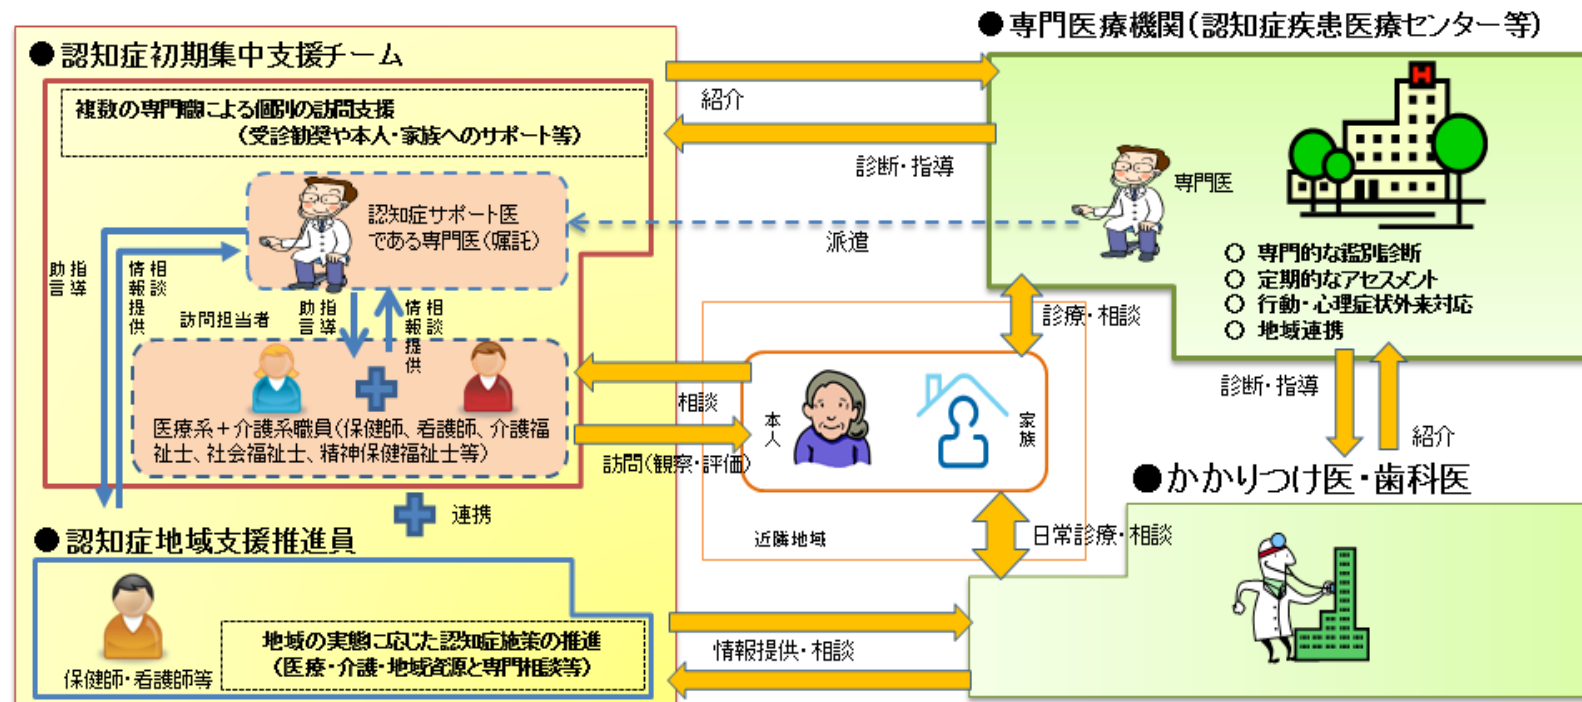 ●認知症初期集中支援チーム
複数の専門職による個別の訪問支援
(受診勧奨や本人・家族へのサポート等)
認知症サポート医
である専門医(嘱託)
指導
助言
相談
情報提供
訪問担当者
指導
助言
相談
情報提供
医療系+介護系職員(保健師、看護師、介護福
祉士、社会福祉士、精神保健福祉士等)
連携
●認知症地域支援推進員
保健師・看護師等
地域の実態に応じた認知症施策の推進
(医療・介護・地域資源と専門相談等)
紹介
診断・指導
派遣
診療・相談
相談
訪問(観察・評価)
本人
家族
近隣地域
日常診療・相談
情報提供・相談
●専門医療機関(認知症疾患医療センター等)
H
専門医
○ 専門的な鑑別診断
○ 定期的なアセスメント
○ 行動・心理症状外来対応
○ 地域連携
診断・指導
紹介
●かかりつけ医・歯科医